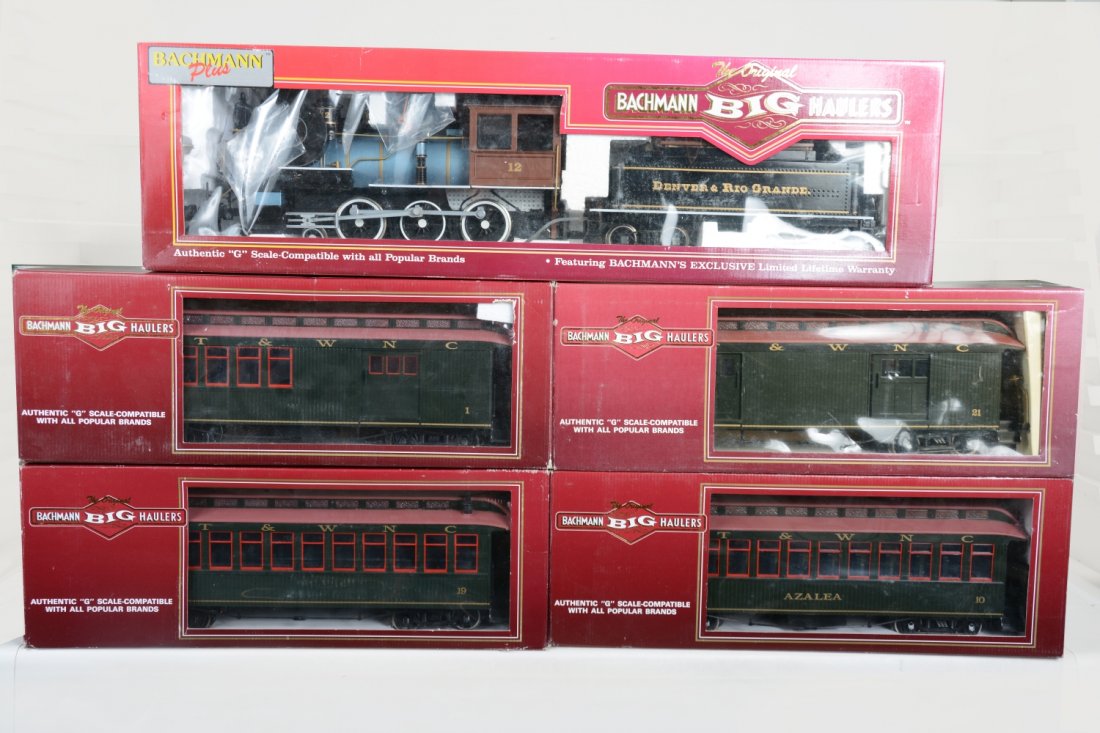 BACHMANN
Plus
The Original
BACHMANN BIG HAULERS
'12
DENVER & RIO GRANDE.
Authentic "G" Scale-Compatible with all Popular Brands
• Featuring BACHMANN'S EXCLUSIVE Limited Lifetime Warranty
The Original
BACHMANN BIG HAULERS
AUTHENTIC "G" SCALE-COMPATIBLE
WITH ALL POPULAR BRANDS
T & W N C
1
The Original
BACHMANN BIG HAULERS
AUTHENTIC "G" SCALE-COMPATIBLE
WITH ALL POPULAR BRANDS
& W N C
21
The Original
BACHMANN BIG HAULERS
AUTHENTIC "G" SCALE-COMPATIBLE
WITH ALL POPULAR BRANDS
T & W N C
19
The Original
BACHMANN BIG HAULERS
AUTHENTIC "G" SCALE-COMPATIBLE
WITH ALL POPULAR BRANDS
T & W N C
AZALEA
10